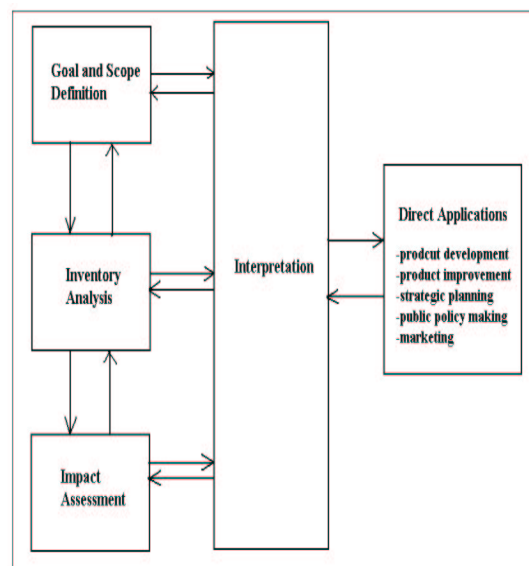 Goal and Scope
Definition
Inventory
Analysis
Impact
Assessment
Interpretation
Direct Applications
-prodcut development
-product improvement
-strategic planning
-public policy making
-marketing